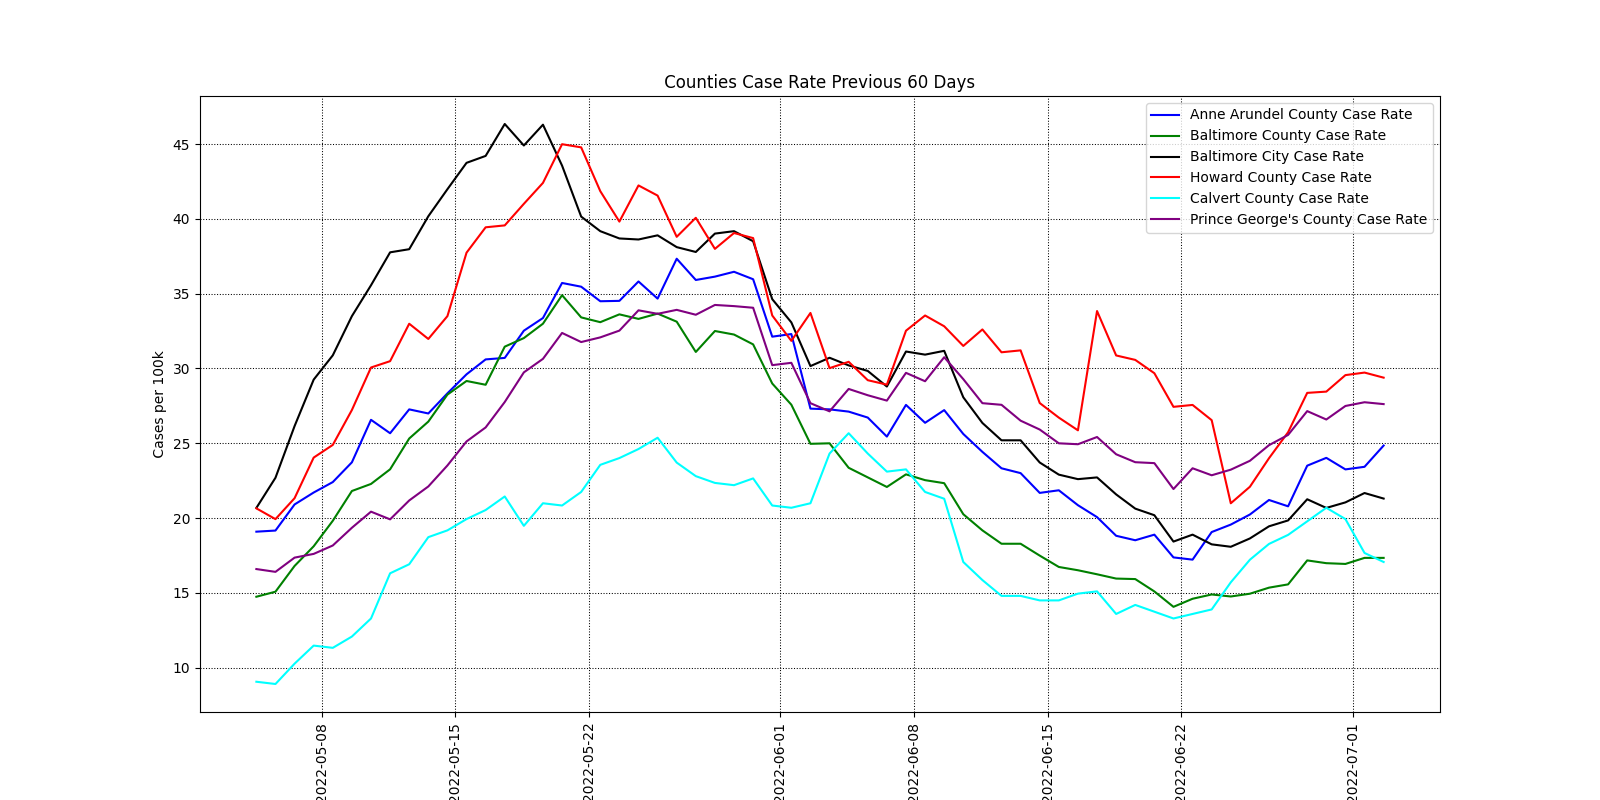 Counties Case Rate Previous 60 Days
Anne Arundel County Case Rate
Baltimore County Case Rate
Baltimore City Case Rate
Howard County Case Rate
Calvert County Case Rate
Prince George's County Case Rate
Cases per 100k
45
40
35
30
25
20
15
10
2022-05-08
2022-05-15
2022-05-22
2022-06-01
2022-06-08
2022-06-15
2022-06-22
2022-07-01